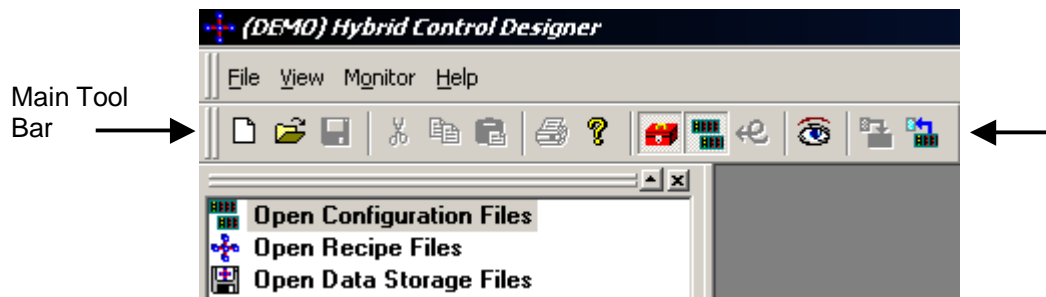 (DEMO) Hybrid Control Designer
File View Monitor Help
Main Tool
Bar
Open Configuration Files
Open Recipe Files
Open Data Storage Files